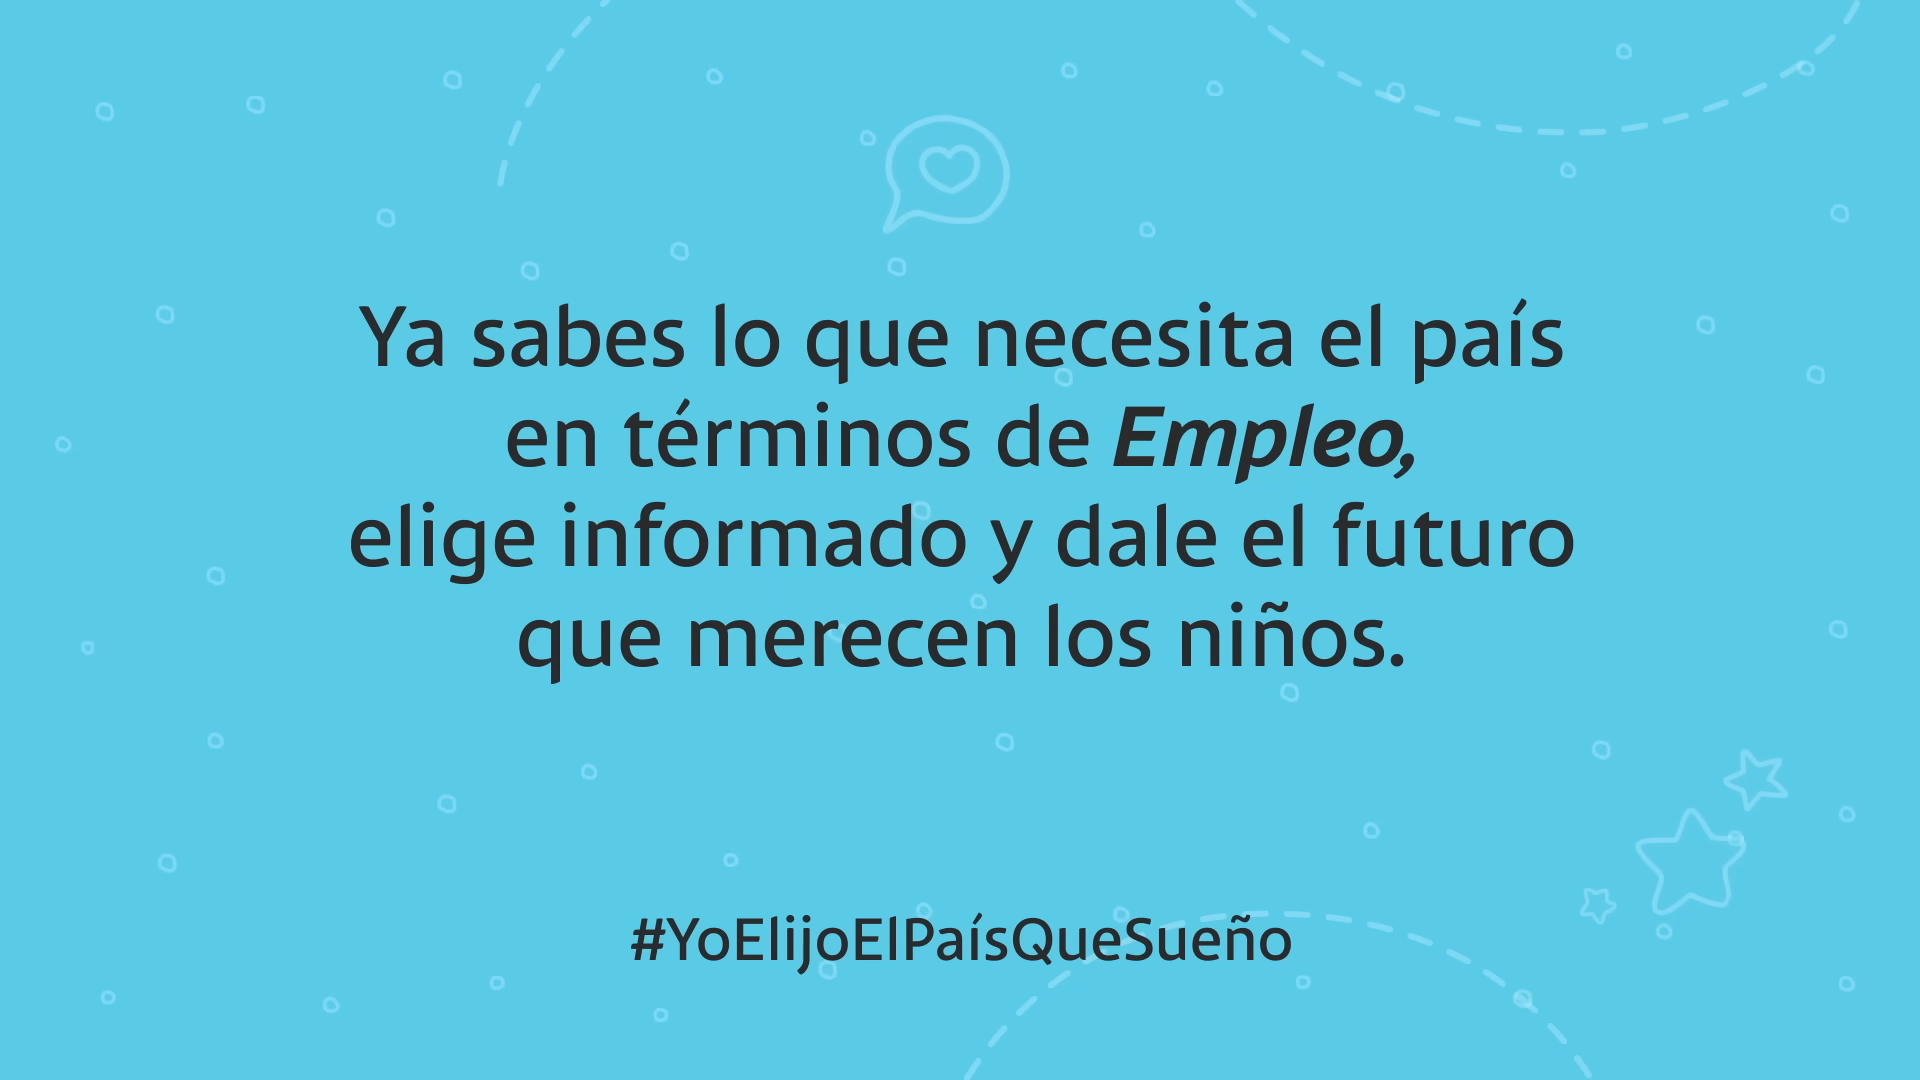 Ya sabes lo que necesita el país
en términos de Empleo,
elige informado y dale el futuro
que merecen los niños.
#YoElijoElPaísQueSueño